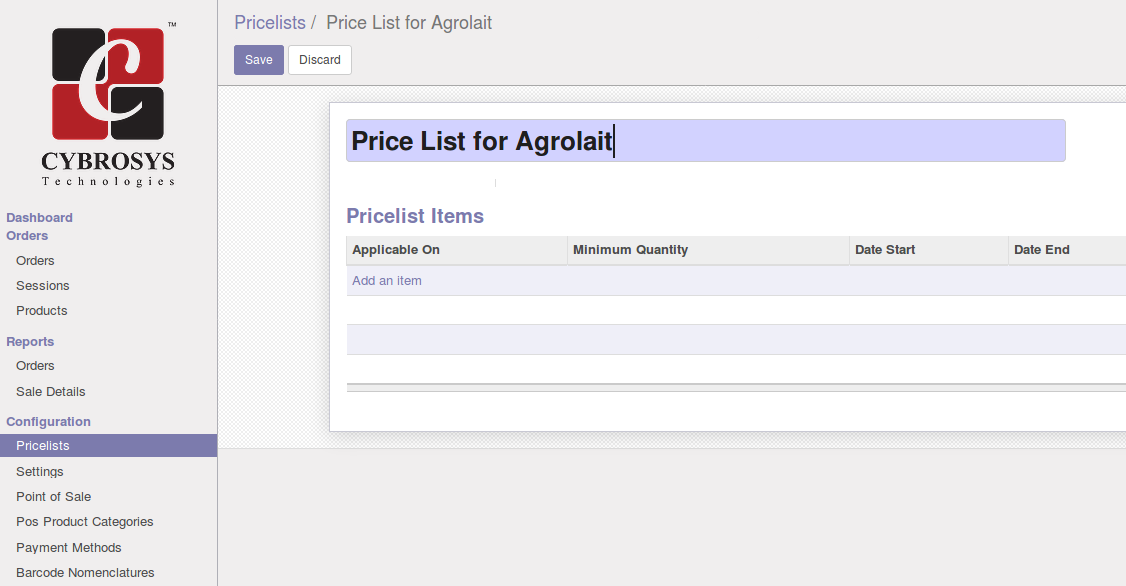 ™
CYBROSYS
Technologies
Dashboard
Orders
Orders
Sessions
Products
Reports
Orders
Sale Details
Configuration
Pricelists
Settings
Point of Sale
Pos Product Categories
Payment Methods
Barcode Nomenclatures
Pricelists / Price List for Agrolait
Save Discard
Price List for Agrolait
Pricelist Items
Applicable On Minimum Quantity Date Start Date End
Add an item